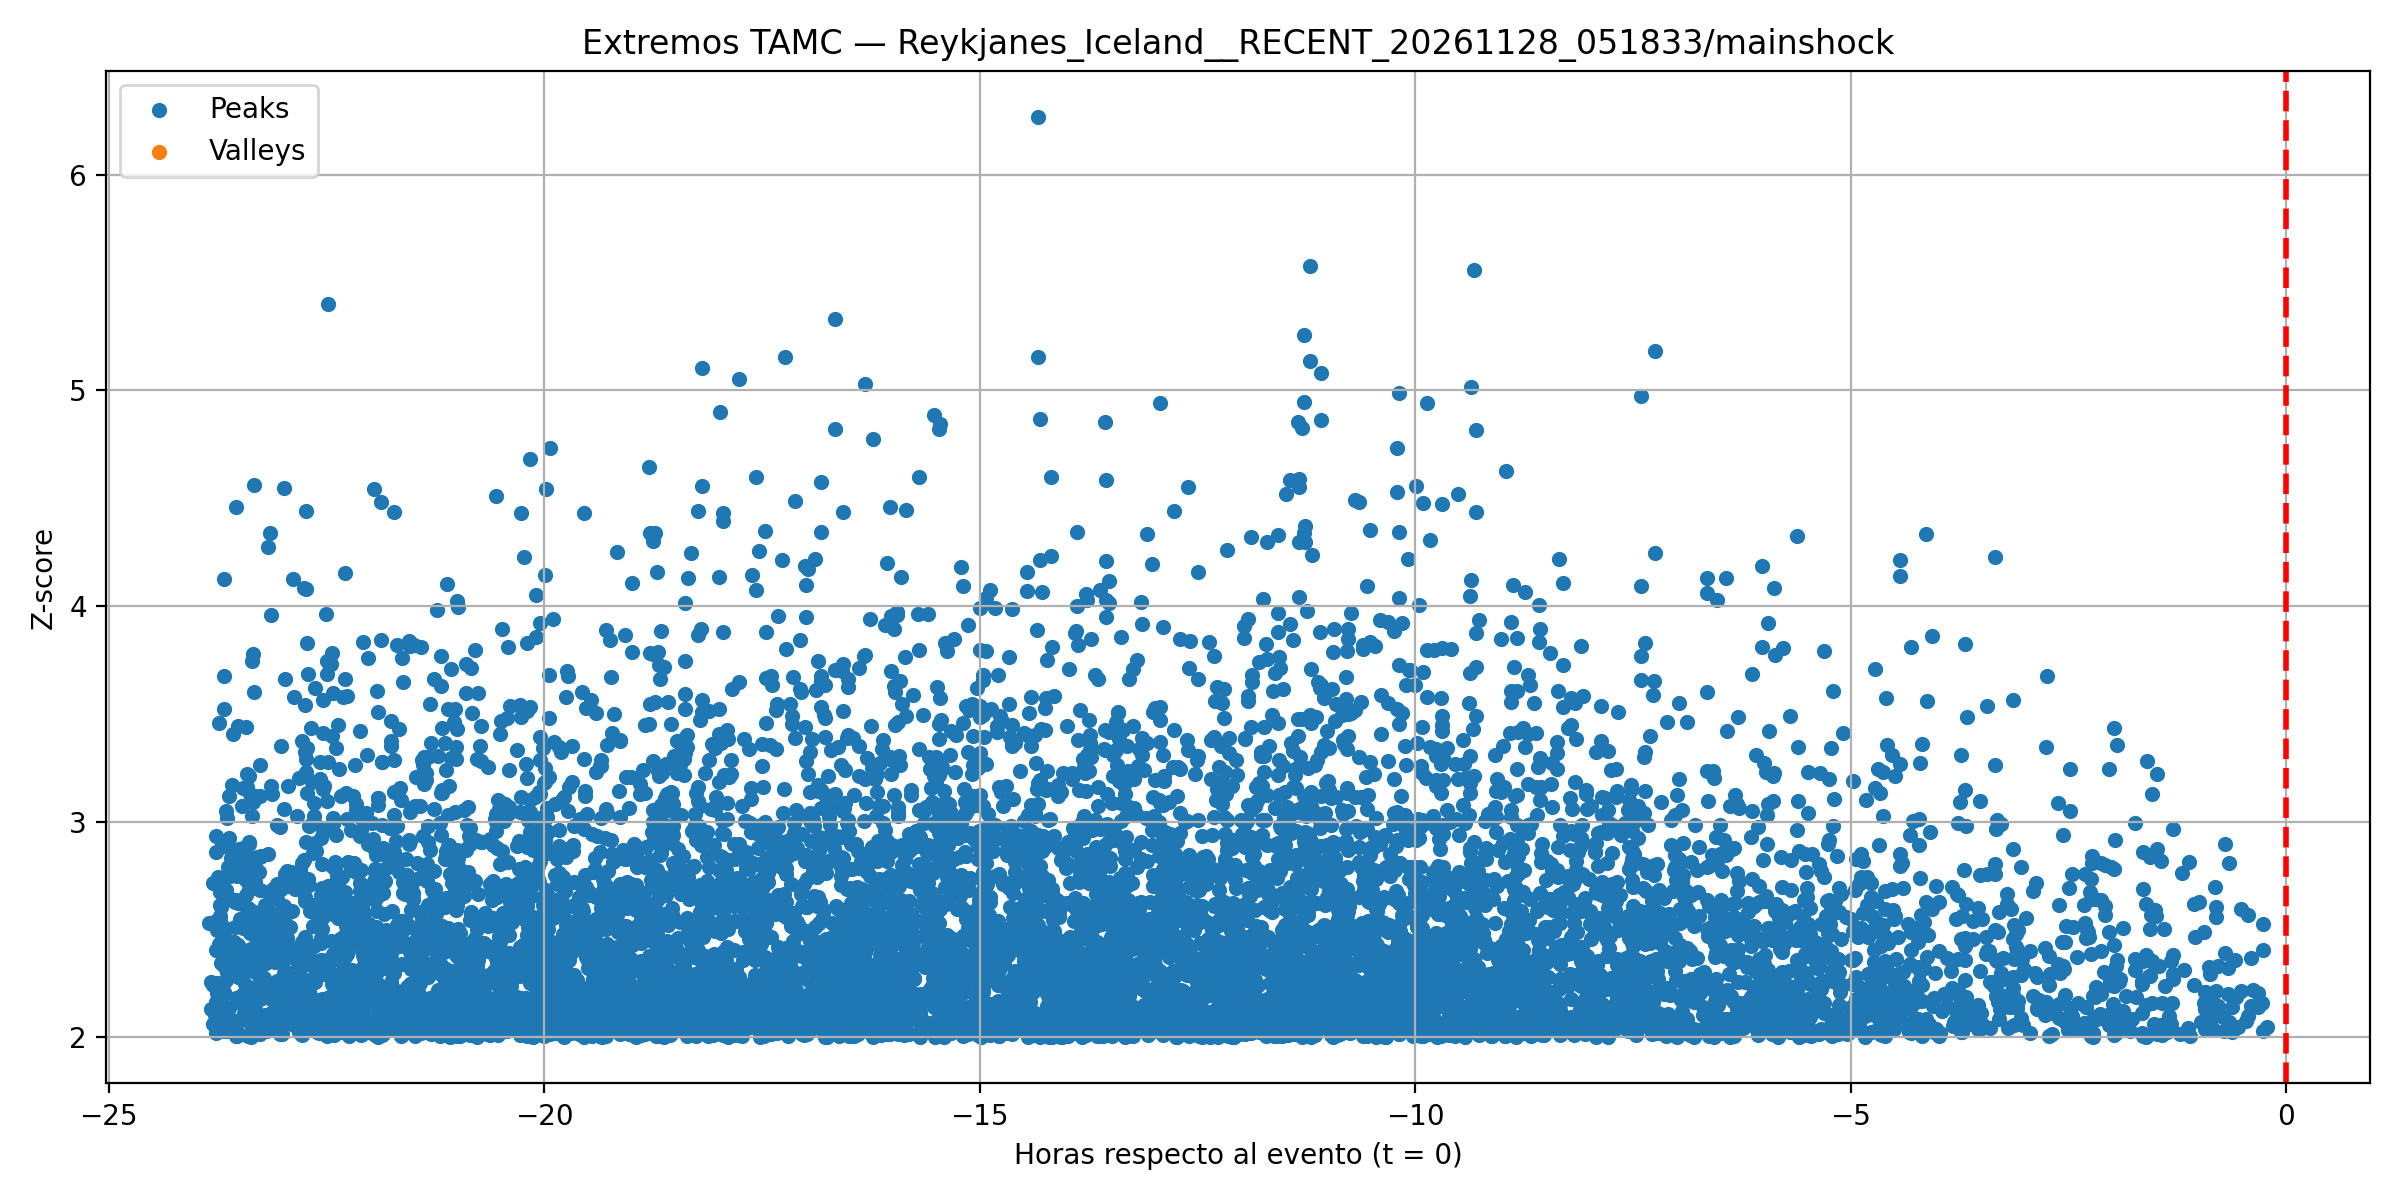 Extremos TAMC — Reykjanes_Iceland__RECENT_20261128_051833/mainshock
Peaks
Valleys
Z-score
6
5
4
3
2
−25
−20
−15
−10
−5
0
Horas respecto al evento (t = 0)